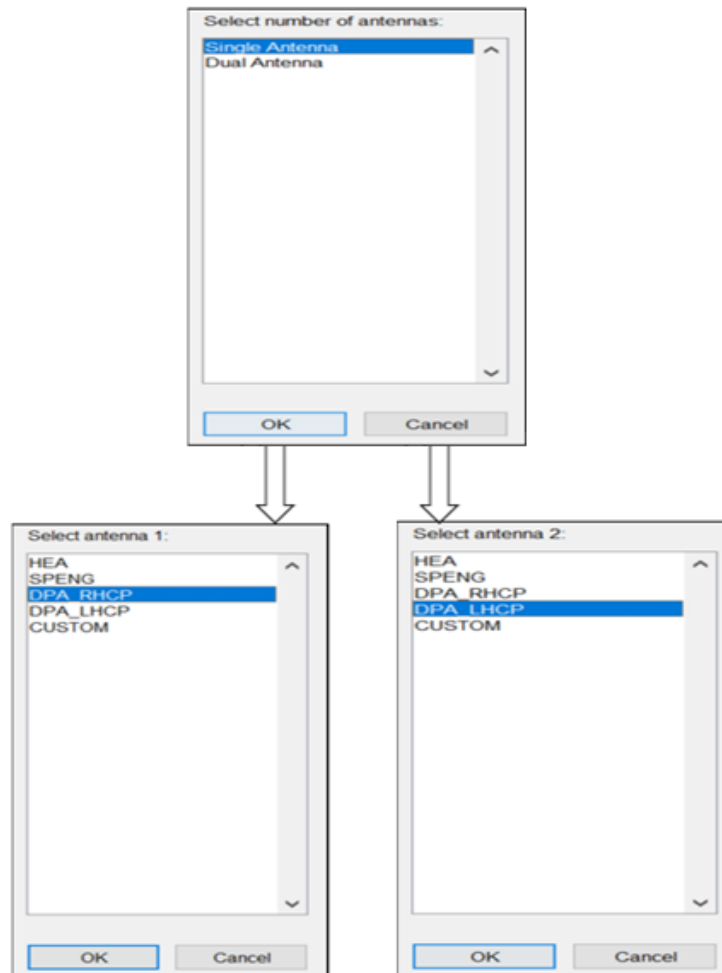 Select number of antennas:
Single Antenna
Dual Antenna
OK
Cancel
Select antenna 1:
HEA
SPENG
DPA_RHCP
DPA_LHCP
CUSTOM
OK
Cancel
Select antenna 2:
HEA
SPENG
DPA_RHCP
DPA_LHCP
CUSTOM
OK
Cancel